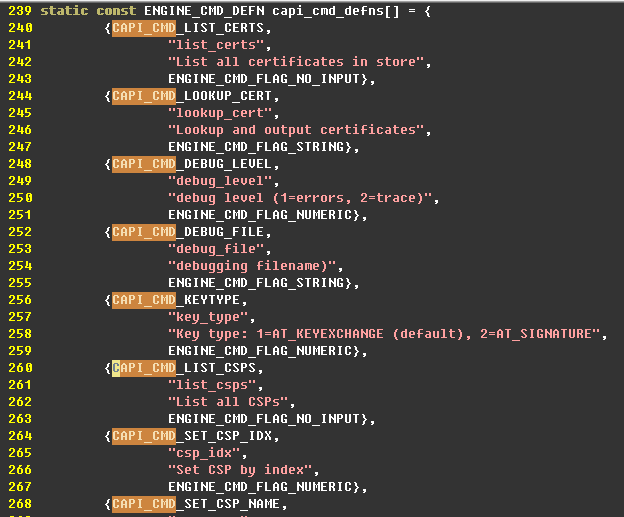 239 static const ENGINE_CMD_DEFN capi_cmd_defns[] = {
240 {CAPI_CMD_LIST_CERTS,
241 "list_certs",
242 "List all certificates in store",
243 ENGINE_CMD_FLAG_NO_INPUT},
244 {CAPI_CMD_LOOKUP_CERT,
245 "lookup_cert",
246 "Lookup and output certificates",
247 ENGINE_CMD_FLAG_STRING},
248 {CAPI_CMD_DEBUG_LEVEL,
249 "debug_level",
250 "debug level (1=errors, 2=trace)",
251 ENGINE_CMD_FLAG_NUMERIC},
252 {CAPI_CMD_DEBUG_FILE,
253 "debug_file",
254 "debugging filename)",
255 ENGINE_CMD_FLAG_STRING},
256 {CAPI_CMD_KEYTYPE,
257 "key_type",
258 "Key type: 1=AT_KEYEXCHANGE (default), 2=AT_SIGNATURE",
259 ENGINE_CMD_FLAG_NUMERIC},
260 {CAPI_CMD_LIST_CSPS,
261 "list_csps",
262 "List all CSPs",
263 ENGINE_CMD_FLAG_NO_INPUT},
264 {CAPI_CMD_SET_CSP_IDX,
265 "csp_idx",
266 "Set CSP by index",
267 ENGINE_CMD_FLAG_NUMERIC},
268 {CAPI_CMD_SET_CSP_NAME,